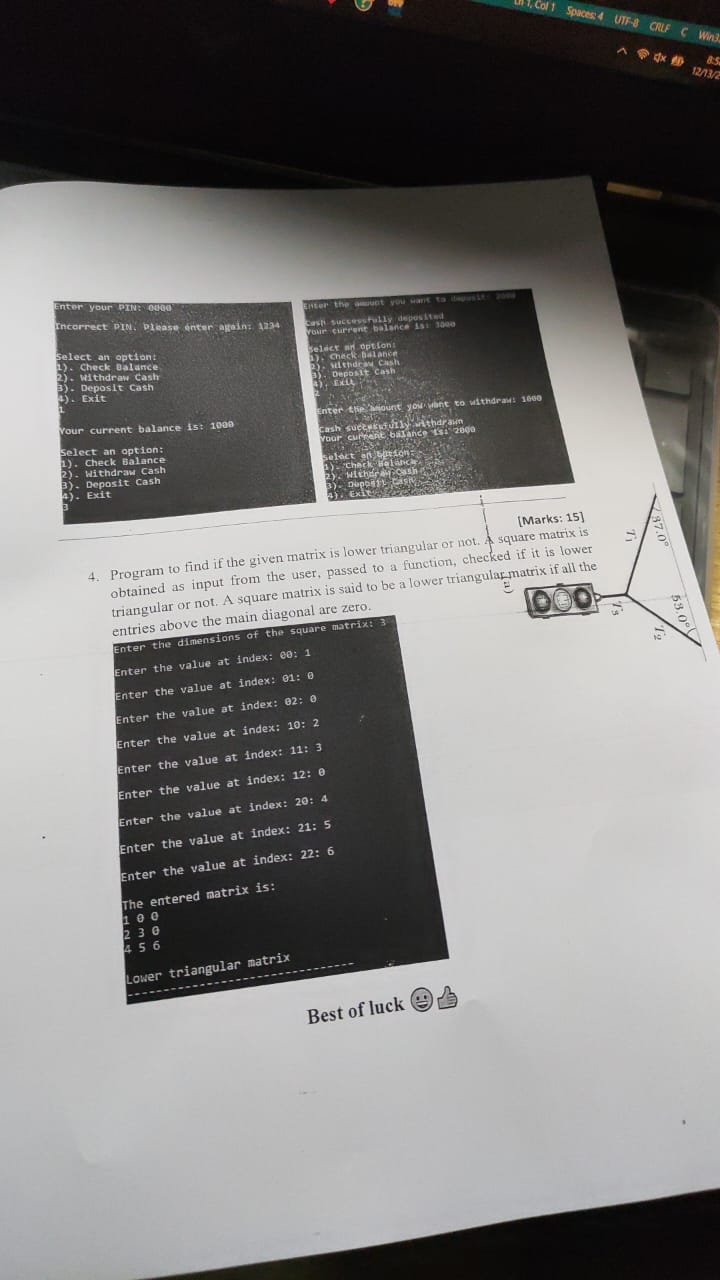 Ln 1, Col 1 Spaces: 4 UTF-8 CRLF C Win3
8:5
12/13/2
Enter your PIN: 0000
Incorrect PIN. Please enter again: 1234
Select an option:
1). Check Balance
2). Withdraw Cash
3). Deposit Cash
4). Exit
1
Your current balance is: 1000
Select an option:
1). Check Balance
2). Withdraw Cash
3). Deposit Cash
4). Exit
3
Enter the amount you want to deposit: 2000
Cash successfully deposited
Your current balance is: 3000
Select an option:
1). Check Balance
2). Withdraw Cash
3). Deposit Cash
4). Exit
2
Enter the amount you want to withdraw: 1000
Cash successfully withdrawn
Your current balance is: 2000
Select an option:
1). Check Balance
2). Withdraw Cash
3). Deposit Cash
4). Exit
[Marks: 15]
4. Program to find if the given matrix is lower triangular or not. A square matrix is
obtained as input from the user, passed to a function, checked if it is lower
triangular or not. A square matrix is said to be a lower triangular matrix if all the
entries above the main diagonal are zero.
37.0°
53.0°
T1
T2
T3
a)
Enter the dimensions of the square matrix: 3
Enter the value at index: 00: 1
Enter the value at index: 01: 0
Enter the value at index: 02: 0
Enter the value at index: 10: 2
Enter the value at index: 11: 3
Enter the value at index: 12: 0
Enter the value at index: 20: 4
Enter the value at index: 21: 5
Enter the value at index: 22: 6
The entered matrix is:
1 0 0
2 3 0
4 5 6
Lower triangular matrix
--------------------------------
Best of luck 😀👍